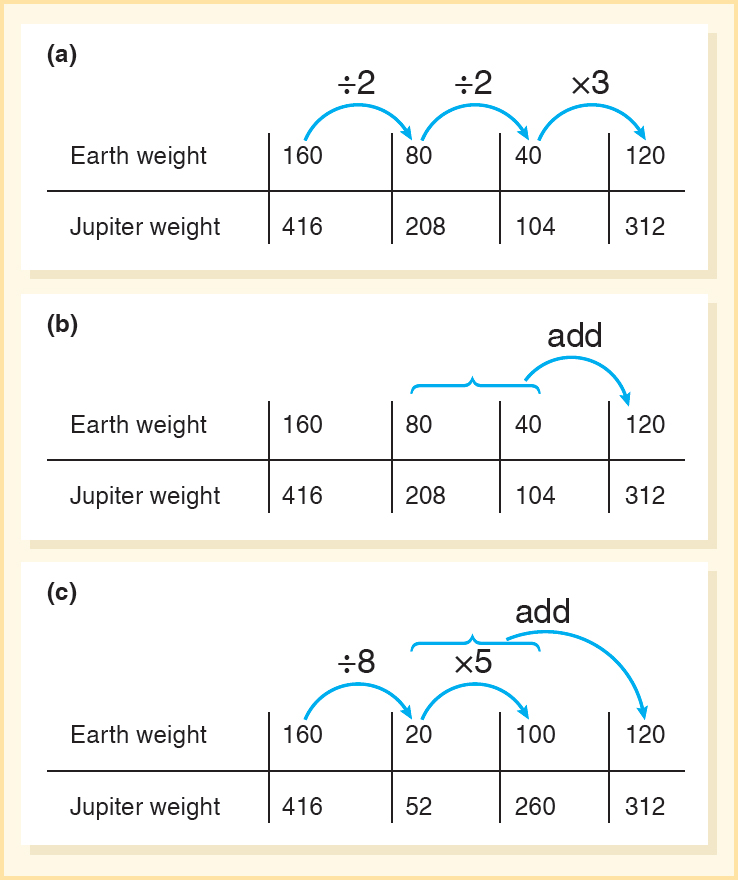 (a)
÷2 ÷2 ×3
Earth weight 160 80 40 120
Jupiter weight 416 208 104 312
(b)
add
Earth weight 160 80 40 120
Jupiter weight 416 208 104 312
(c)
add
÷8 ×5
Earth weight 160 20 100 120
Jupiter weight 416 52 260 312